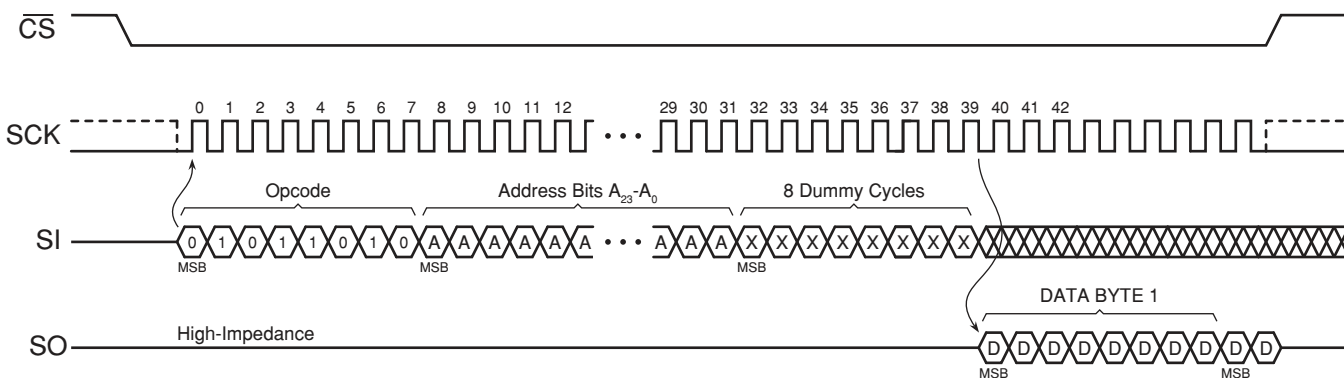 CS
0 1 2 3 4 5 6 7 8 9 10 11 12 29 30 31 32 33 34 35 36 37 38 39 40 41 42
SCK
Opcode Address Bits A23-A0 8 Dummy Cycles
SI 0 1 0 1 1 0 1 0 A A A A A A A A A X X X X X X X X
MSB MSB MSB
DATA BYTE 1
High-Impedance
SO D D D D D D D D D D
MSB MSB